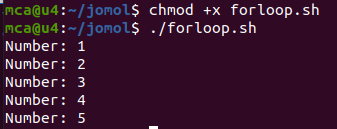 mca@u4:~/jomol$ chmod +x forloop.sh
mca@u4:~/jomol$ ./forloop.sh
Number: 1
Number: 2
Number: 3
Number: 4
Number: 5